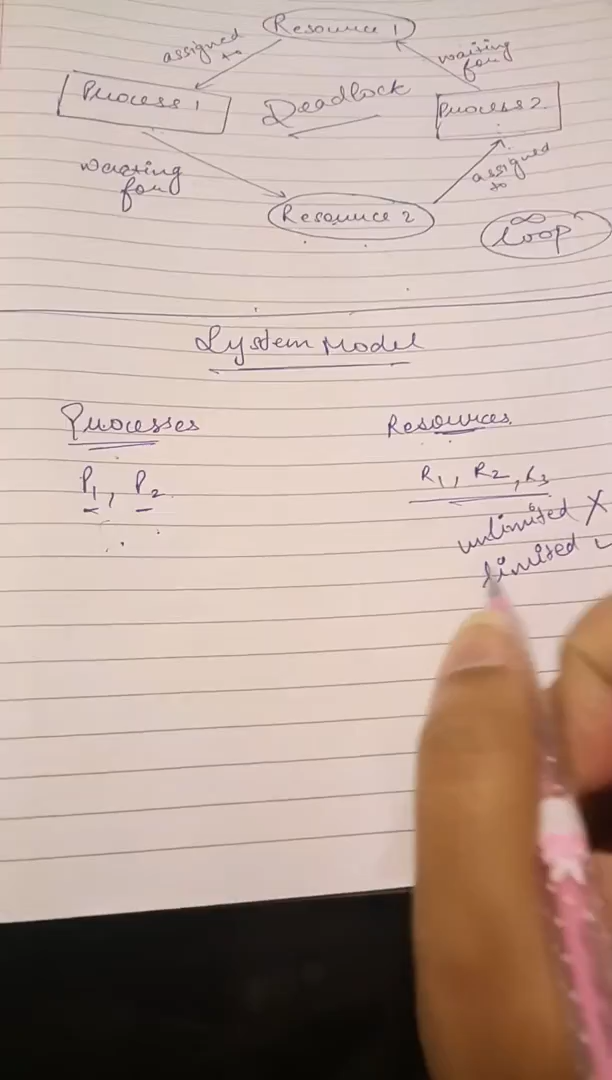 Resource 1
assigned to
waiting for
Process 1
Deadlock
Process 2
waiting for
assigned to
Resource 2
∞
Loop
System Model
Processes
Resources
P1, P2
R1, R2, R3
unlimited X
limited ✓